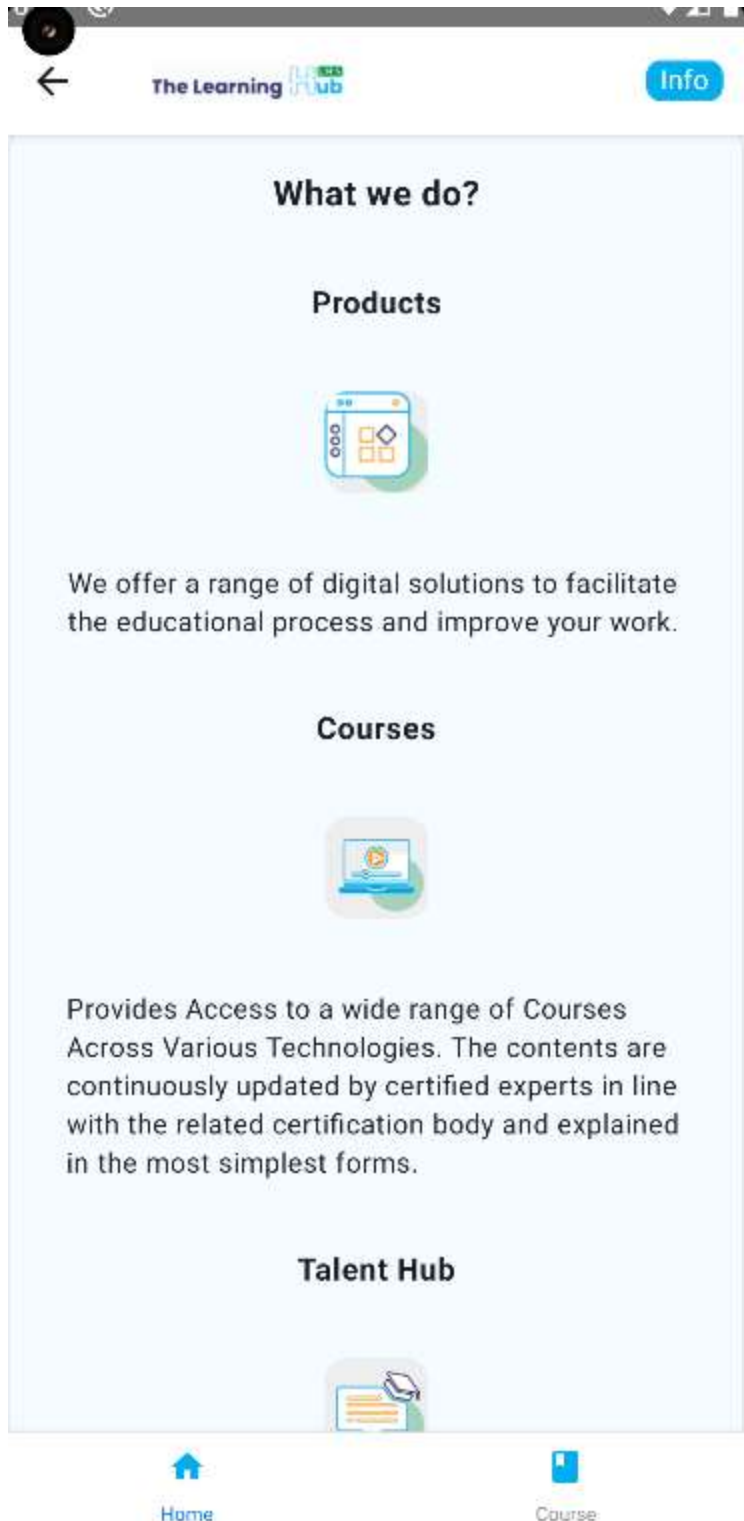 The Learning Hub
Info
What we do?
Products
We offer a range of digital solutions to facilitate
the educational process and improve your work.
Courses
Provides Access to a wide range of Courses
Across Various Technologies. The contents are
continuously updated by certified experts in line
with the related certification body and explained
in the most simplest forms.
Talent Hub
Home
Course